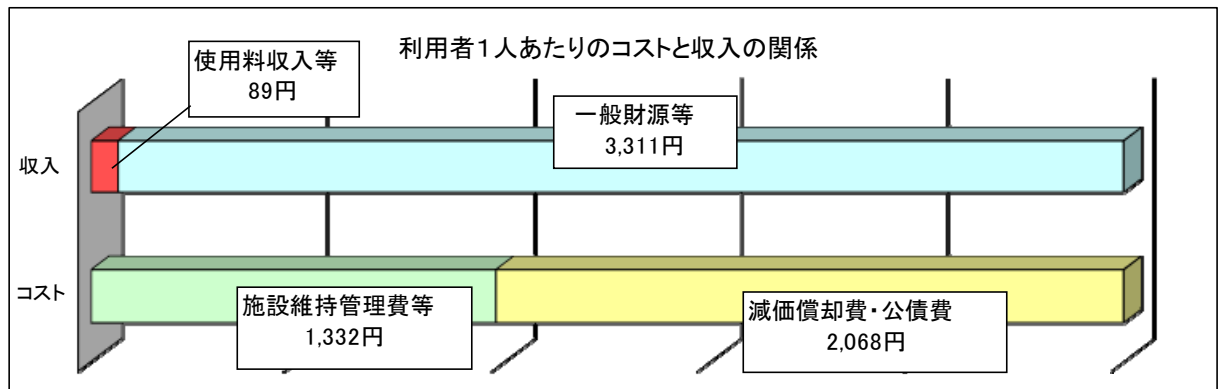 利用者１人あたりのコストと収入の関係
使用料収入等
89円
一般財源等
3,311円
収入
コスト
施設維持管理費等
1,332円
減価償却費・公債費
2,068円